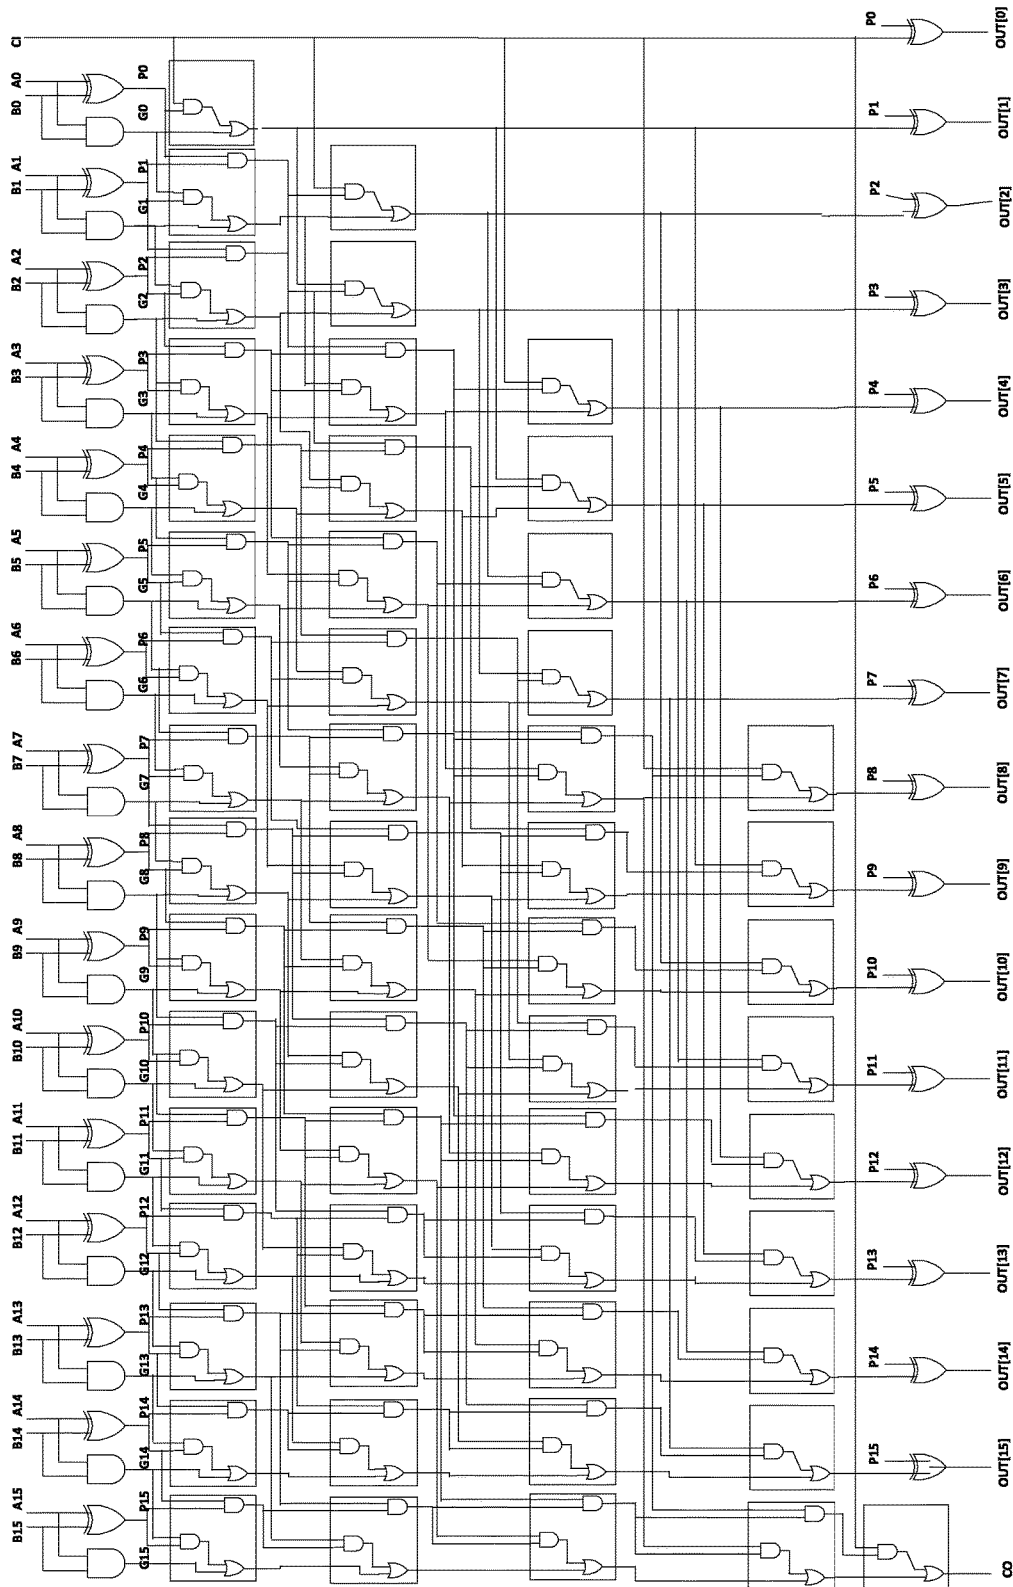 CI
P0
OUT[0]
A0
B0
P0
G0
P1
OUT[1]
A1
B1
P1
G1
P2
OUT[2]
A2
B2
P2
G2
P3
OUT[3]
A3
B3
P3
G3
P4
OUT[4]
A4
B4
P4
G4
P5
OUT[5]
A5
B5
P5
G5
P6
OUT[6]
A6
B6
P6
G6
P7
OUT[7]
A7
B7
P7
G7
P8
OUT[8]
A8
B8
P8
G8
P9
OUT[9]
A9
B9
P9
G9
P10
OUT[10]
A10
B10
P10
G10
P11
OUT[11]
A11
B11
P11
G11
P12
OUT[12]
A12
B12
P12
G12
P13
OUT[13]
A13
B13
P13
G13
P14
OUT[14]
A14
B14
P14
G14
P15
OUT[15]
A15
B15
P15
G15
CO